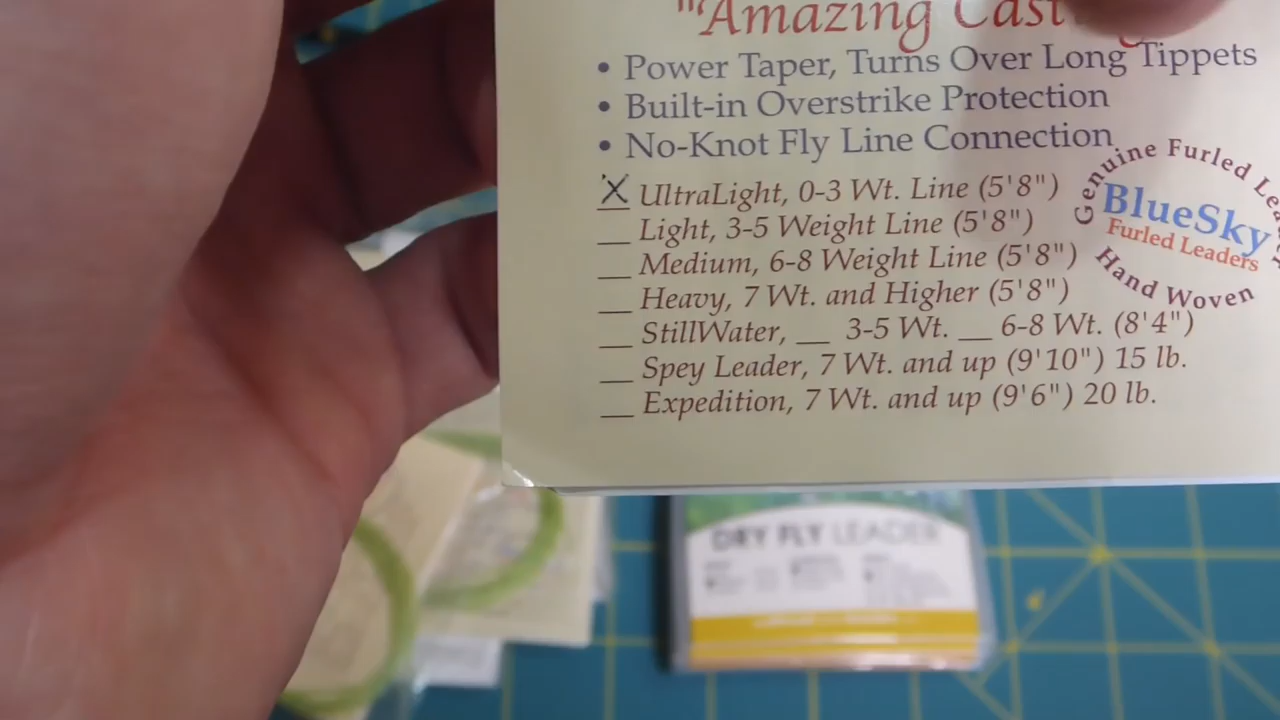 "Amazing Cast
• Power Taper, Turns Over Long Tippets
• Built-in Overstrike Protection
• No-Knot Fly Line Connection
X UltraLight, 0-3 Wt. Line (5'8")
__ Light, 3-5 Weight Line (5'8")
__ Medium, 6-8 Weight Line (5'8")
__ Heavy, 7 Wt. and Higher (5'8")
__ StillWater, __ 3-5 Wt. __ 6-8 Wt. (8'4")
__ Spey Leader, 7 Wt. and up (9'10") 15 lb.
__ Expedition, 7 Wt. and up (9'6") 20 lb.
Genuine Furled Lea
BlueSky
Furled Leaders
Hand Woven
DRY FLY LEADER